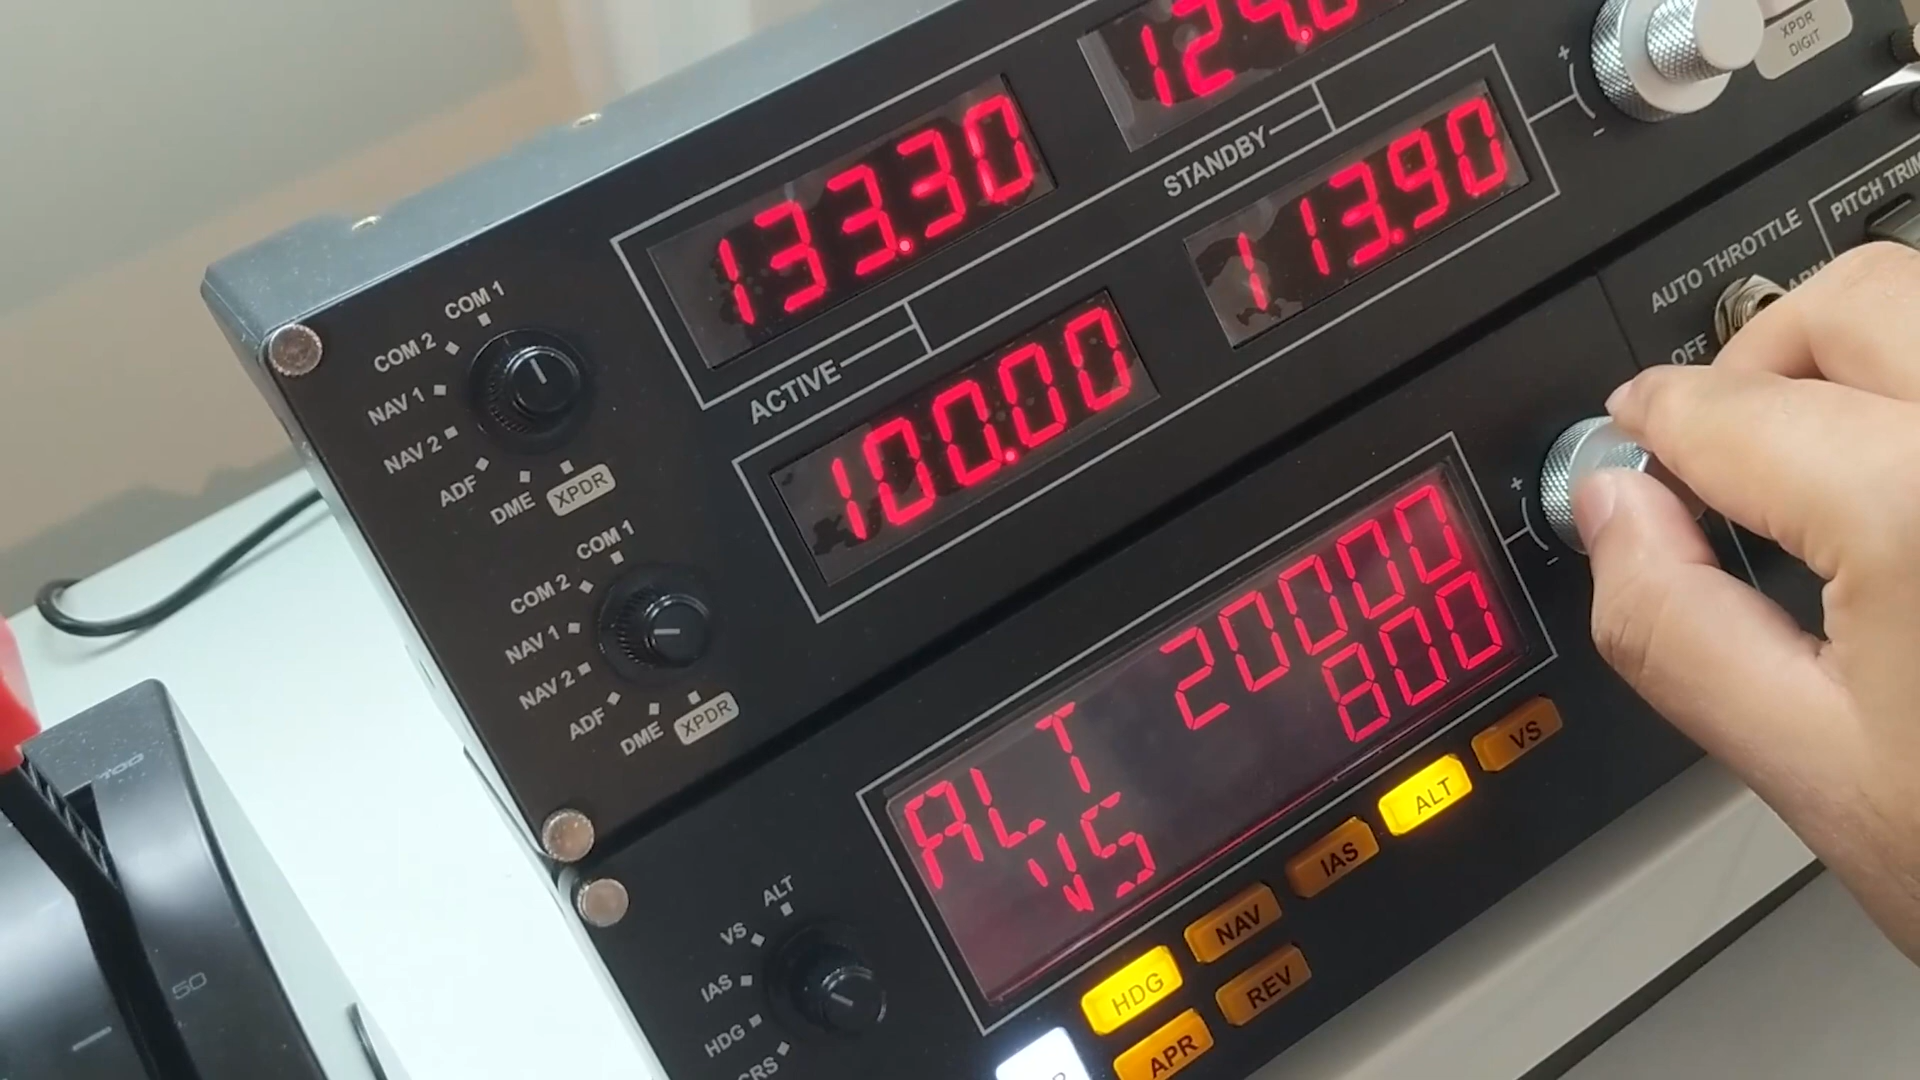 XPDR
DIGIT
133.30
STANDBY
113.90
PITCH TRIM
AUTO THROTTLE
OFF
COM 1
COM 2
NAV 1
NAV 2
ADF
DME
XPDR
ACTIVE
100.00
COM 1
COM 2
NAV 1
NAV 2
ADF
DME
XPDR
ALT 20000
VS 800
VS
ALT
IAS
NAV
HDG
REV
APR
ALT
VS
IAS
HDG
CRS
100
50